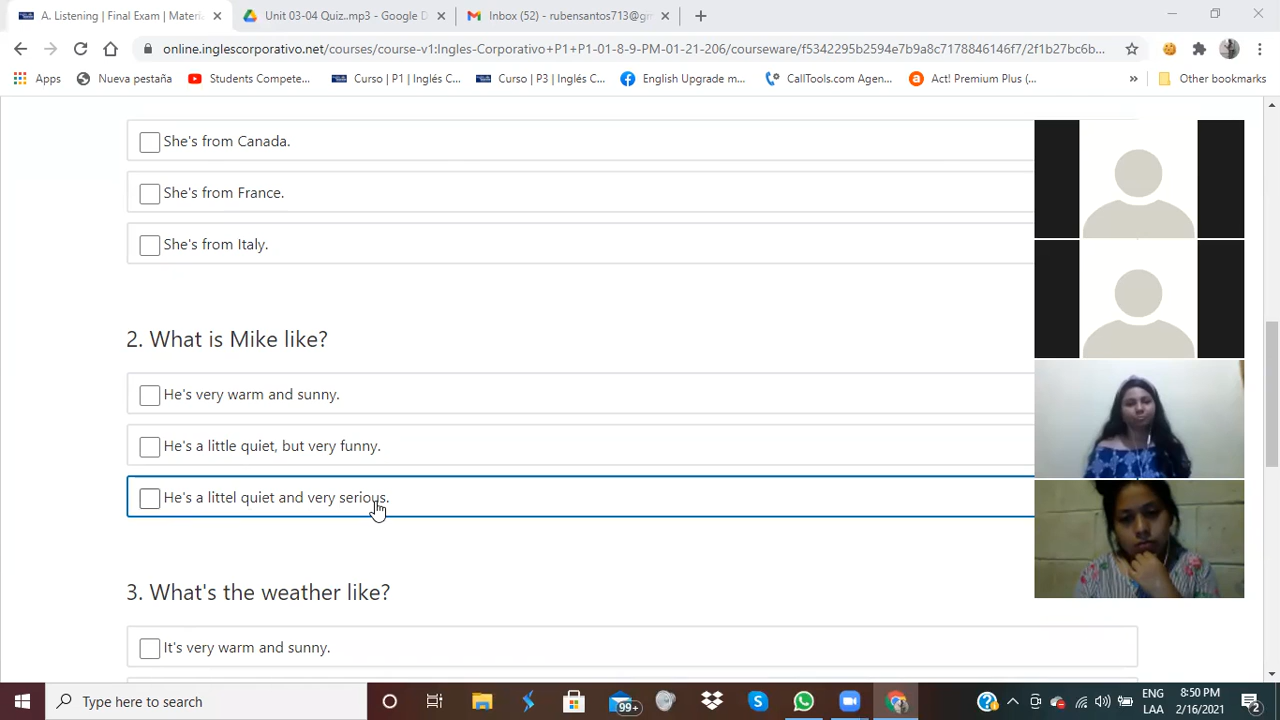 A. Listening | Final Exam | Materi
Unit 03-04 Quiz..mp3 - Google D
Inbox (52) - rubensantos713@gm
online.inglescorporativo.net/courses/course-v1:Ingles-Corporativo+P1+P1-01-8-9-PM-01-21-206/courseware/f5342295b2594e7b9a8c7178846146f7/2f1b27bc6b...
Apps
Nueva pestaña
Students Compete...
Curso | P1 | Inglés C...
Curso | P3 | Inglés C...
English Upgrade m...
CallTools.com Agen...
Act! Premium Plus (...
»
Other bookmarks
She's from Canada.
She's from France.
She's from Italy.
2. What is Mike like?
He's very warm and sunny.
He's a little quiet, but very funny.
He's a littel quiet and very serious.
3. What's the weather like?
It's very warm and sunny.
Type here to search
99+
ENG
LAA
8:50 PM
2/16/2021
2